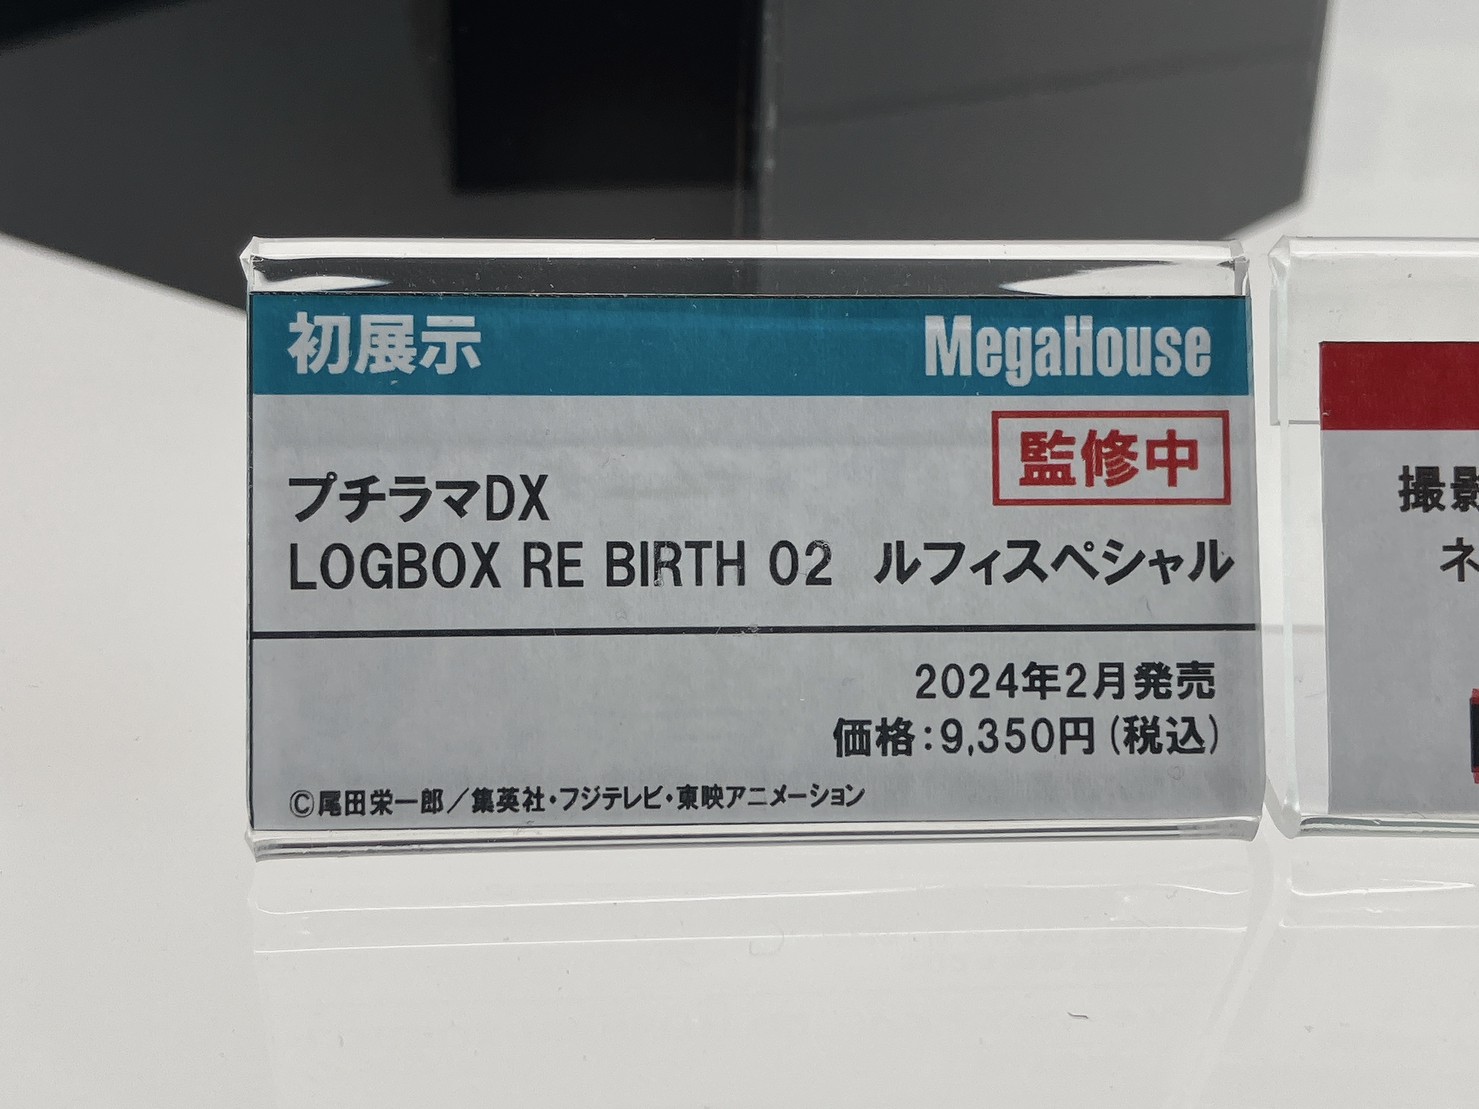 初展示
MegaHouse
監修中
プチラマDX
LOGBOX RE BIRTH 02 ルフィスペシャル
2024年2月発売
価格:9,350円(税込)
©尾田栄一郎/集英社・フジテレビ・東映アニメーション
撮影
ネ